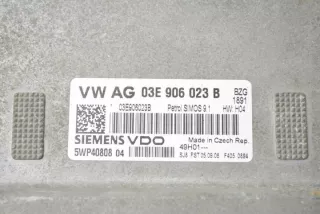 VW AG 03E 906 023 B BZG
1891
03E906023B Petrol SIMOS 9.1 HW: H04
SIEMENS VDO Made in Czech Rep.
5WP40808 04 49H01---